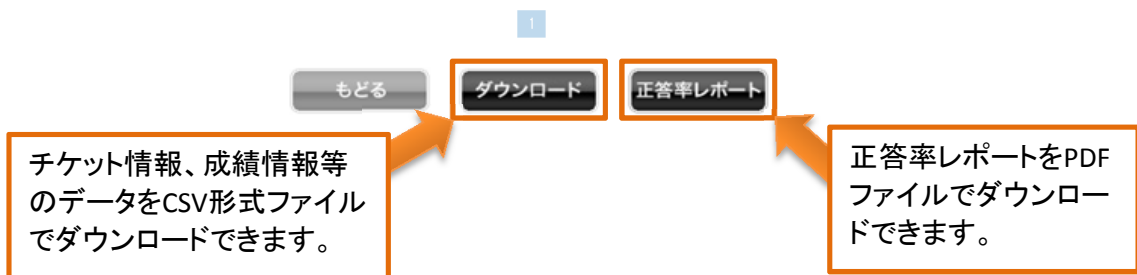 1
もどる
ダウンロード
正答率レポート
チケット情報、成績情報等
のデータをCSV形式ファイル
でダウンロードできます。
正答率レポートをPDF
ファイルでダウンロー
ドできます。